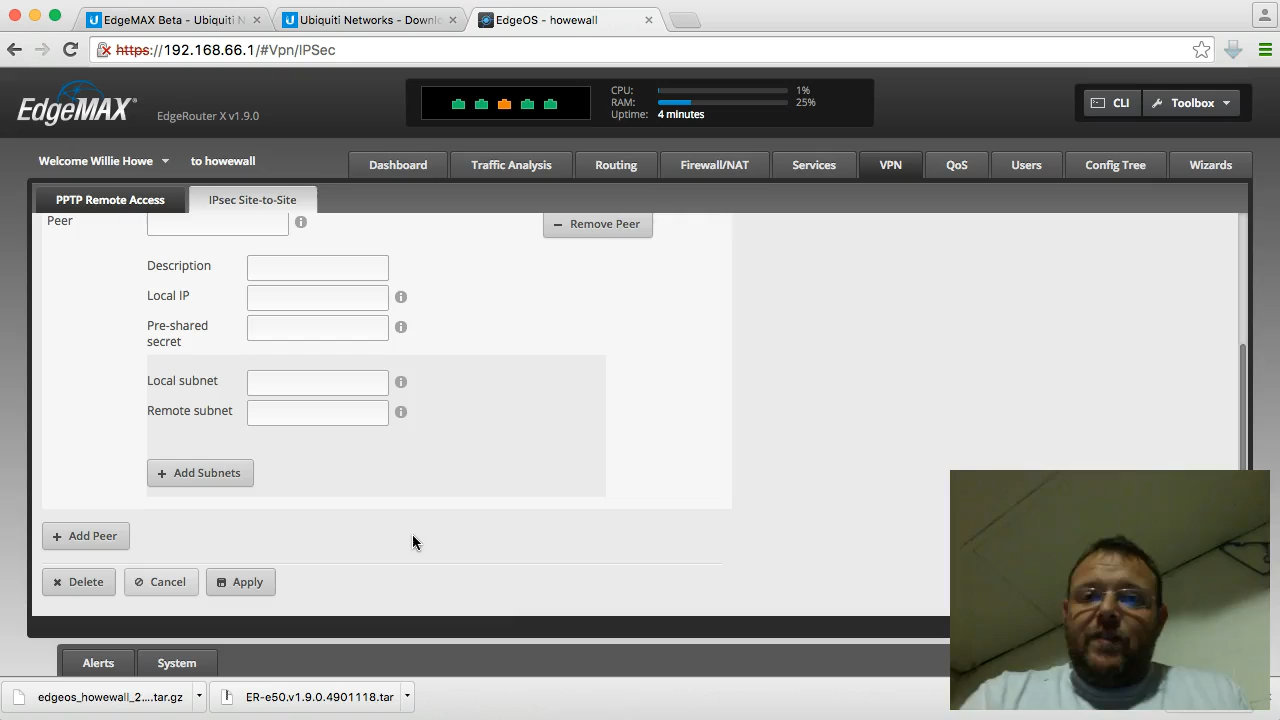 EdgeMAX Beta - Ubiquiti N
Ubiquiti Networks - Downl
EdgeOS - howewall
https://192.168.66.1/#Vpn/IPSec
EdgeMAX
EdgeRouter X v1.9.0
CPU: 1%
RAM: 25%
Uptime: 4 minutes
CLI
Toolbox
Welcome Willie Howe to howewall
Dashboard Traffic Analysis Routing Firewall/NAT Services VPN QoS Users Config Tree Wizards
PPTP Remote Access IPsec Site-to-Site
Peer
Remove Peer
Description
Local IP
Pre-shared
secret
Local subnet
Remote subnet
+ Add Subnets
+ Add Peer
Delete Cancel Apply
Alerts System
edgeos_howewall_2....tar.gz
ER-e50.v1.9.0.4901118.tar